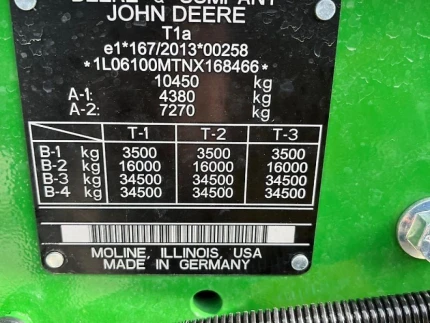 DEERE & COMPANY
JOHN DEERE
T1a
e1*167/2013*00258
*1L06100MTNX168466*
10450 kg
A-1: 4380 kg
A-2: 7270 kg
T-1 T-2 T-3
B-1 kg 3500 3500 3500
B-2 kg 16000 16000 16000
B-3 kg 34500 34500 34500
B-4 kg 34500 34500 34500
MOLINE, ILLINOIS, USA
MADE IN GERMANY